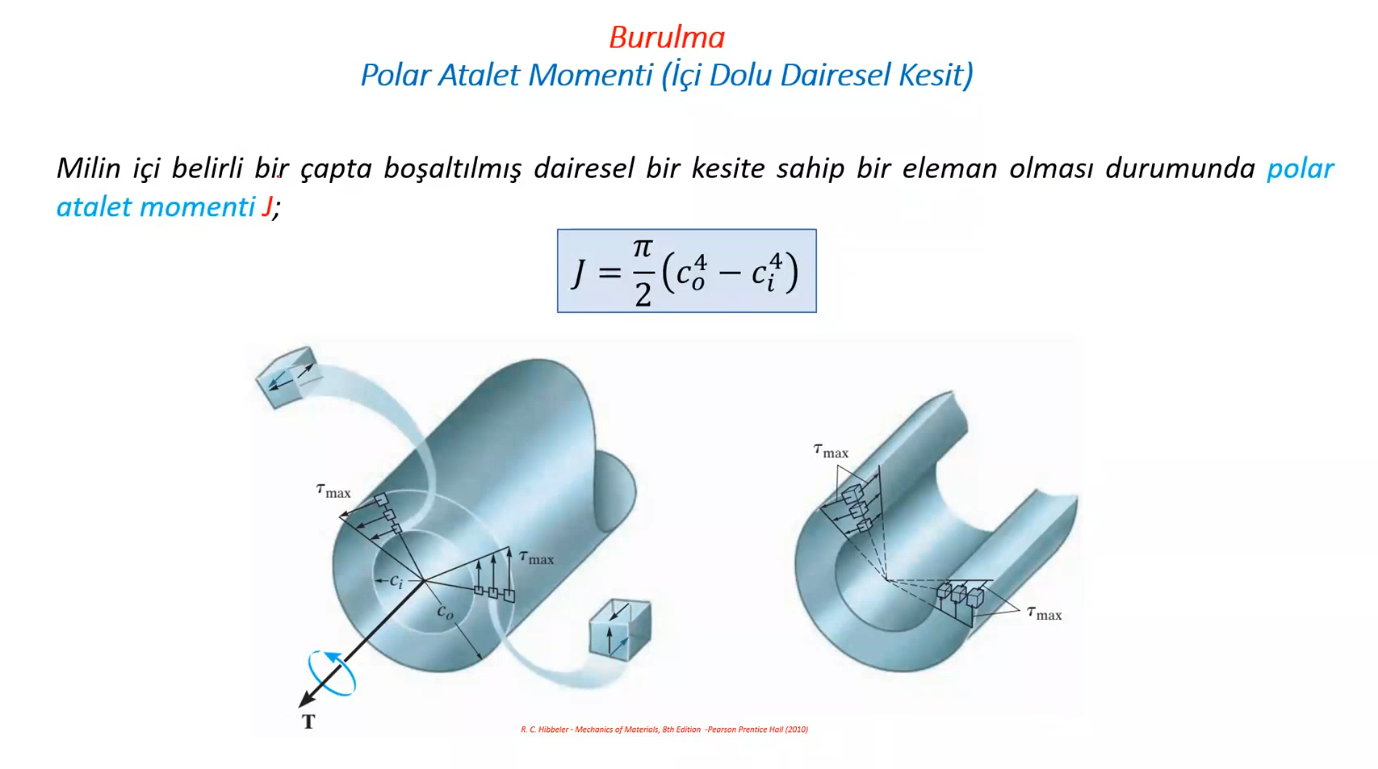 Burulma
Polar Atalet Momenti (İçi Dolu Dairesel Kesit)
Milin içi belirli bir çapta boşaltılmış dairesel bir kesite sahip bir eleman olması durumunda polar
atalet momenti J;
J = π/2 (c_o^4 − c_i^4)
τmax
τmax
c_i
c_o
T
τmax
τmax
R. C. Hibbeler - Mechanics of Materials, 8th Edition -Pearson Prentice Hall (2010)